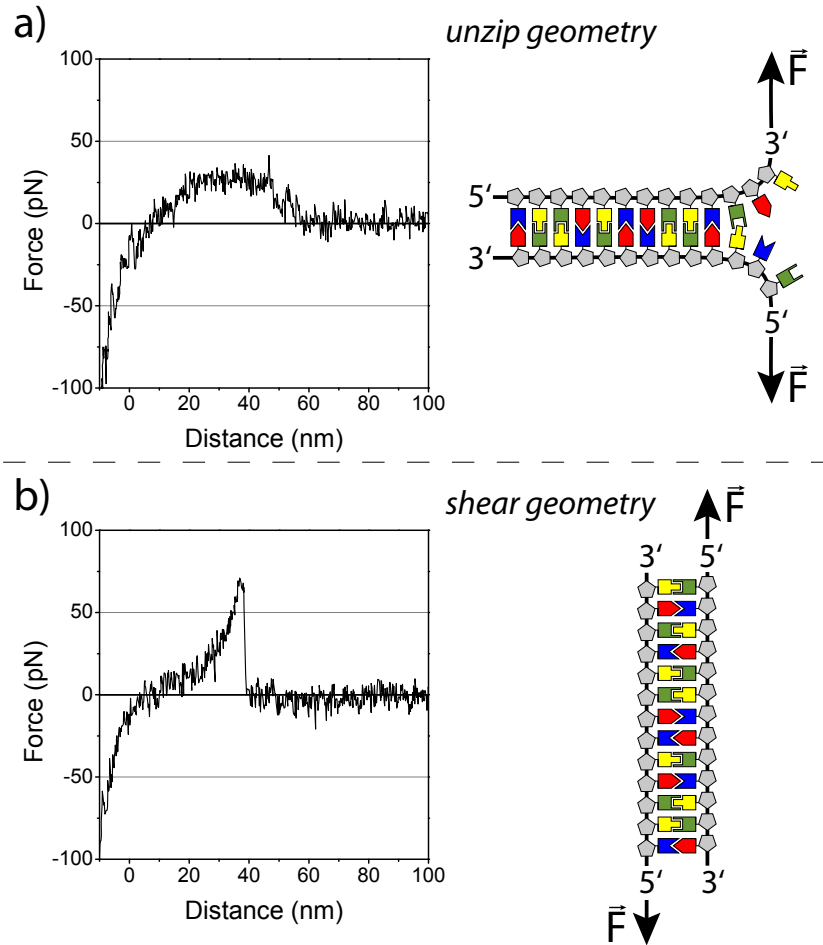 a)
unzip geometry
100
50
0
-50
-100
Force (pN)
0 20 40 60 80 100
Distance (nm)
F
3‘
5‘
3‘
5‘
F
b)
shear geometry
100
50
0
-50
-100
Force (pN)
0 20 40 60 80 100
Distance (nm)
F
3‘ 5‘
5‘ 3‘
F